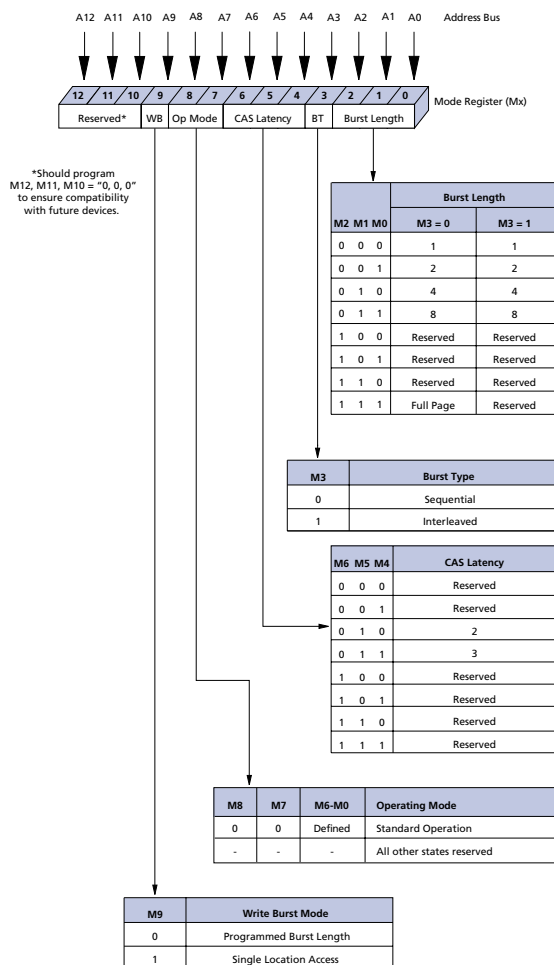 A12 A11 A10 A9 A8 A7 A6 A5 A4 A3 A2 A1 A0 Address Bus
12 11 10 9 8 7 6 5 4 3 2 1 0
Mode Register (Mx)
Reserved* WB Op Mode CAS Latency BT Burst Length
*Should program
M12, M11, M10 = “0, 0, 0”
to ensure compatibility
with future devices.
Burst Length
M2 M1 M0 M3 = 0 M3 = 1
0 0 0 1 1
0 0 1 2 2
0 1 0 4 4
0 1 1 8 8
1 0 0 Reserved Reserved
1 0 1 Reserved Reserved
1 1 0 Reserved Reserved
1 1 1 Full Page Reserved
M3 Burst Type
0 Sequential
1 Interleaved
M6 M5 M4 CAS Latency
0 0 0 Reserved
0 0 1 Reserved
0 1 0 2
0 1 1 3
1 0 0 Reserved
1 0 1 Reserved
1 1 0 Reserved
1 1 1 Reserved
M8 M7 M6-M0 Operating Mode
0 0 Defined Standard Operation
- - - All other states reserved
M9 Write Burst Mode
0 Programmed Burst Length
1 Single Location Access